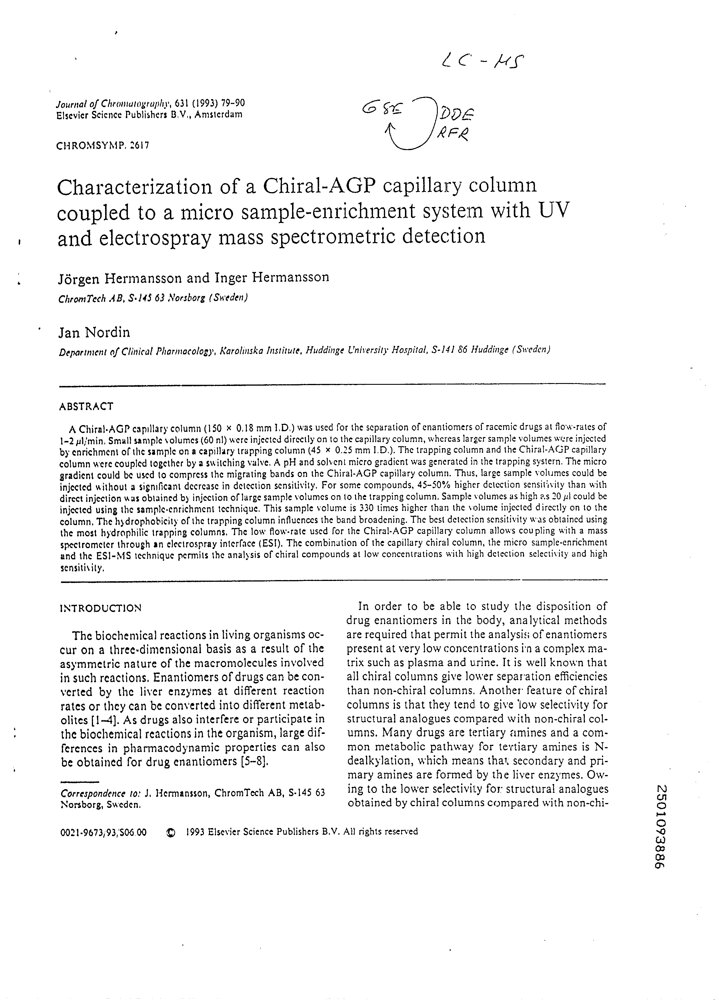 LC-MS
Journal of Chromatography, 631 (1993) 79-90
Elsevier Science Publishers B.V., Amsterdam
GSE
DDE
RFR
CHROMSYMP. 2617
Characterization of a Chiral-AGP capillary column
coupled to a micro sample-enrichment system with UV
and electrospray mass spectrometric detection
Jörgen Hermansson and Inger Hermansson
ChromTech AB, S-145 63 Norsborg (Sweden)
Jan Nordin
Department of Clinical Pharmacology, Karolinska Institute, Huddinge University Hospital, S-141 86 Huddinge (Sweden)
ABSTRACT
A Chiral-AGP capillary column (150 × 0.18 mm I.D.) was used for the separation of enantiomers of racemic drugs at flow-rates of
1-2 µl/min. Small sample volumes (60 nl) were injected directly on to the capillary column, whereas larger sample volumes were injected
by enrichment of the sample on a capillary trapping column (45 × 0.25 mm I.D.). The trapping column and the Chiral-AGP capillary
column were coupled together by a switching valve. A pH and solvent micro gradient was generated in the trapping system. The micro
gradient could be used to compress the migrating bands on the Chiral-AGP capillary column. Thus, large sample volumes could be
injected without a significant decrease in detection sensitivity. For some compounds, 45-50% higher detection sensitivity than with
direct injection was obtained by injection of large sample volumes on to the trapping column. Sample volumes as high as 20 µl could be
injected using the sample-enrichment technique. This sample volume is 330 times higher than the volume injected directly on to the
column. The hydrophobicity of the trapping column influences the band broadening. The best detection sensitivity was obtained using
the most hydrophilic trapping columns. The low flow-rate used for the Chiral-AGP capillary column allows coupling with a mass
spectrometer through an electrospray interface (ESI). The combination of the capillary chiral column, the micro sample-enrichment
and the ESI-MS technique permits the analysis of chiral compounds at low concentrations with high detection selectivity and high
sensitivity.
INTRODUCTION
The biochemical reactions in living organisms oc-
cur on a three-dimensional basis as a result of the
asymmetric nature of the macromolecules involved
in such reactions. Enantiomers of drugs can be con-
verted by the liver enzymes at different reaction
rates or they can be converted into different metab-
olites [1-4]. As drugs also interfere or participate in
the biochemical reactions in the organism, large dif-
ferences in pharmacodynamic properties can also
be obtained for drug enantiomers [5-8].
Correspondence to: J. Hermansson, ChromTech AB, S-145 63
Norsborg, Sweden.
In order to be able to study the disposition of
drug enantiomers in the body, analytical methods
are required that permit the analysis of enantiomers
present at very low concentrations in a complex ma-
trix such as plasma and urine. It is well known that
all chiral columns give lower separation efficiencies
than non-chiral columns. Another feature of chiral
columns is that they tend to give low selectivity for
structural analogues compared with non-chiral col-
umns. Many drugs are tertiary amines and a com-
mon metabolic pathway for tertiary amines is N-
dealkylation, which means that secondary and pri-
mary amines are formed by the liver enzymes. Ow-
ing to the lower selectivity for structural analogues
obtained by chiral columns compared with non-chi-
0021-9673/93/$06.00 © 1993 Elsevier Science Publishers B.V. All rights reserved
2501093886